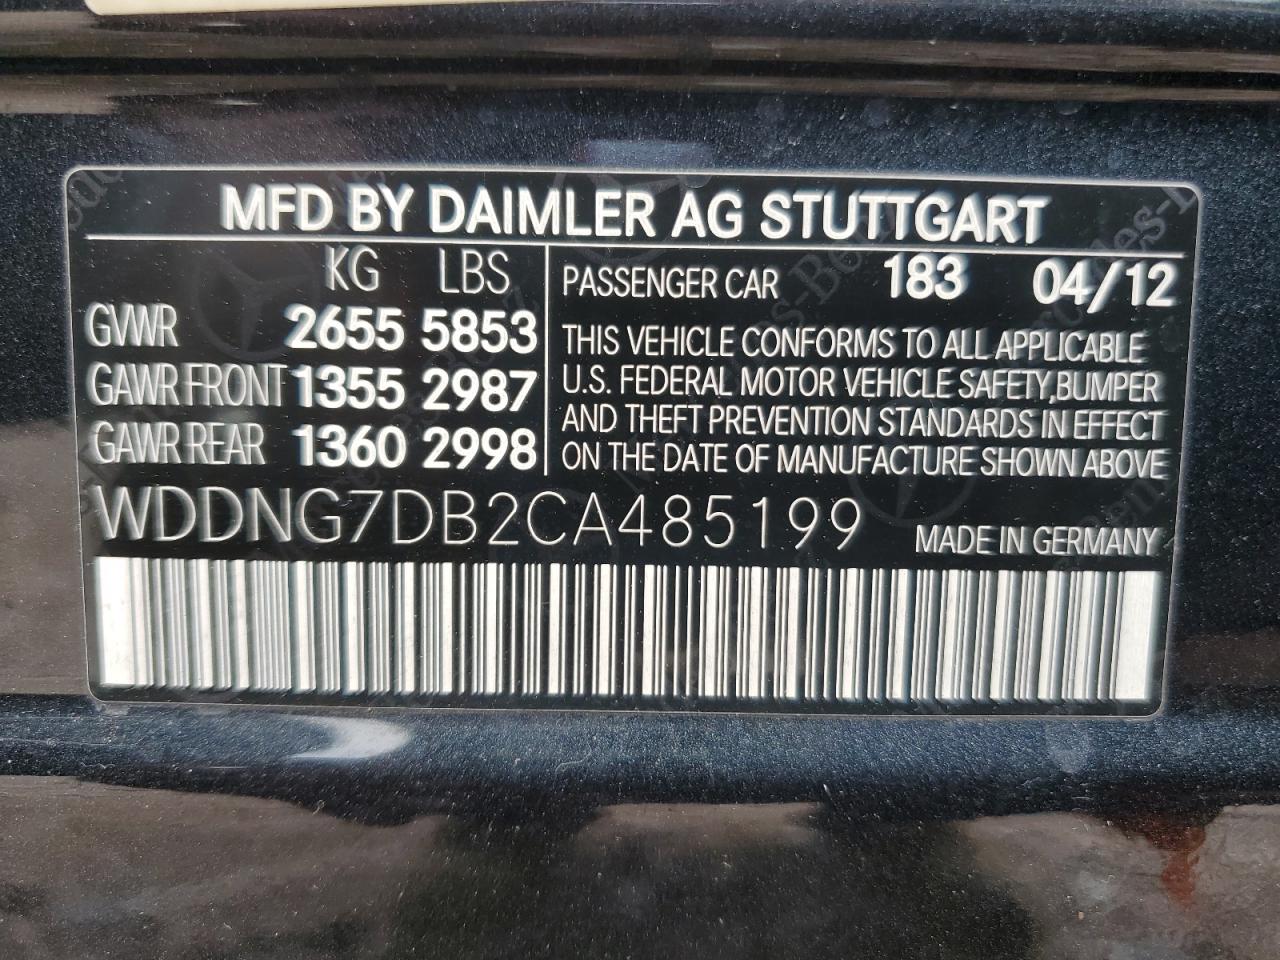 MFD BY DAIMLER AG STUTTGART
KG LBS
GVWR 2655 5853
GAWR FRONT 1355 2987
GAWR REAR 1360 2998
PASSENGER CAR 183 04/12
THIS VEHICLE CONFORMS TO ALL APPLICABLE
U.S. FEDERAL MOTOR VEHICLE SAFETY, BUMPER
AND THEFT PREVENTION STANDARDS IN EFFECT
ON THE DATE OF MANUFACTURE SHOWN ABOVE
WDDNG7DB2CA485199 MADE IN GERMANY